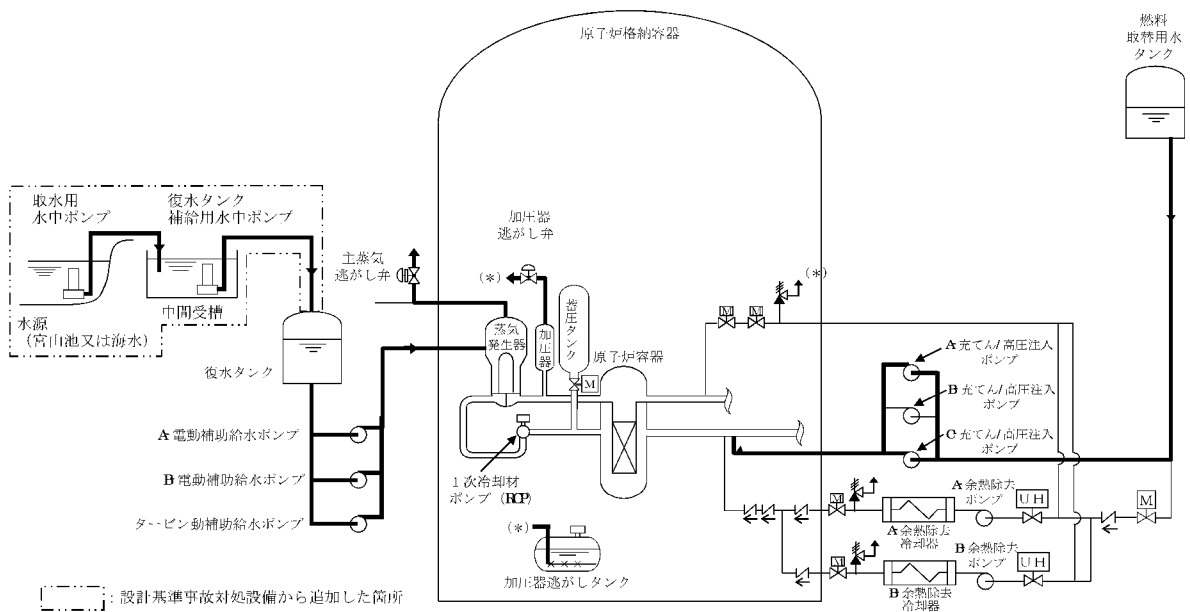 原子炉格納容器
燃料
取替用水
タンク
取水用
水中ポンプ
復水タンク
補給用水中ポンプ
水源
(宮山池又は海水)
中間受槽
復水タンク
主蒸気
逃がし弁
加圧器
逃がし弁
(*)
(*)
蒸気
発生器
加圧器
蓄圧タンク
M
原子炉容器
M
M
A充てん/高圧注入
ポンプ
B充てん/高圧注入
ポンプ
C充てん/高圧注入
ポンプ
A電動補助給水ポンプ
B電動補助給水ポンプ
タービン動補助給水ポンプ
1次冷却材
ポンプ (RCP)
(*)
加圧器逃がしタンク
M
A余熱除去
冷却器
A余熱除去
ポンプ
UH
M
M
B余熱除去
冷却器
B余熱除去
ポンプ
UH
:設計基準事故対処設備から追加した箇所